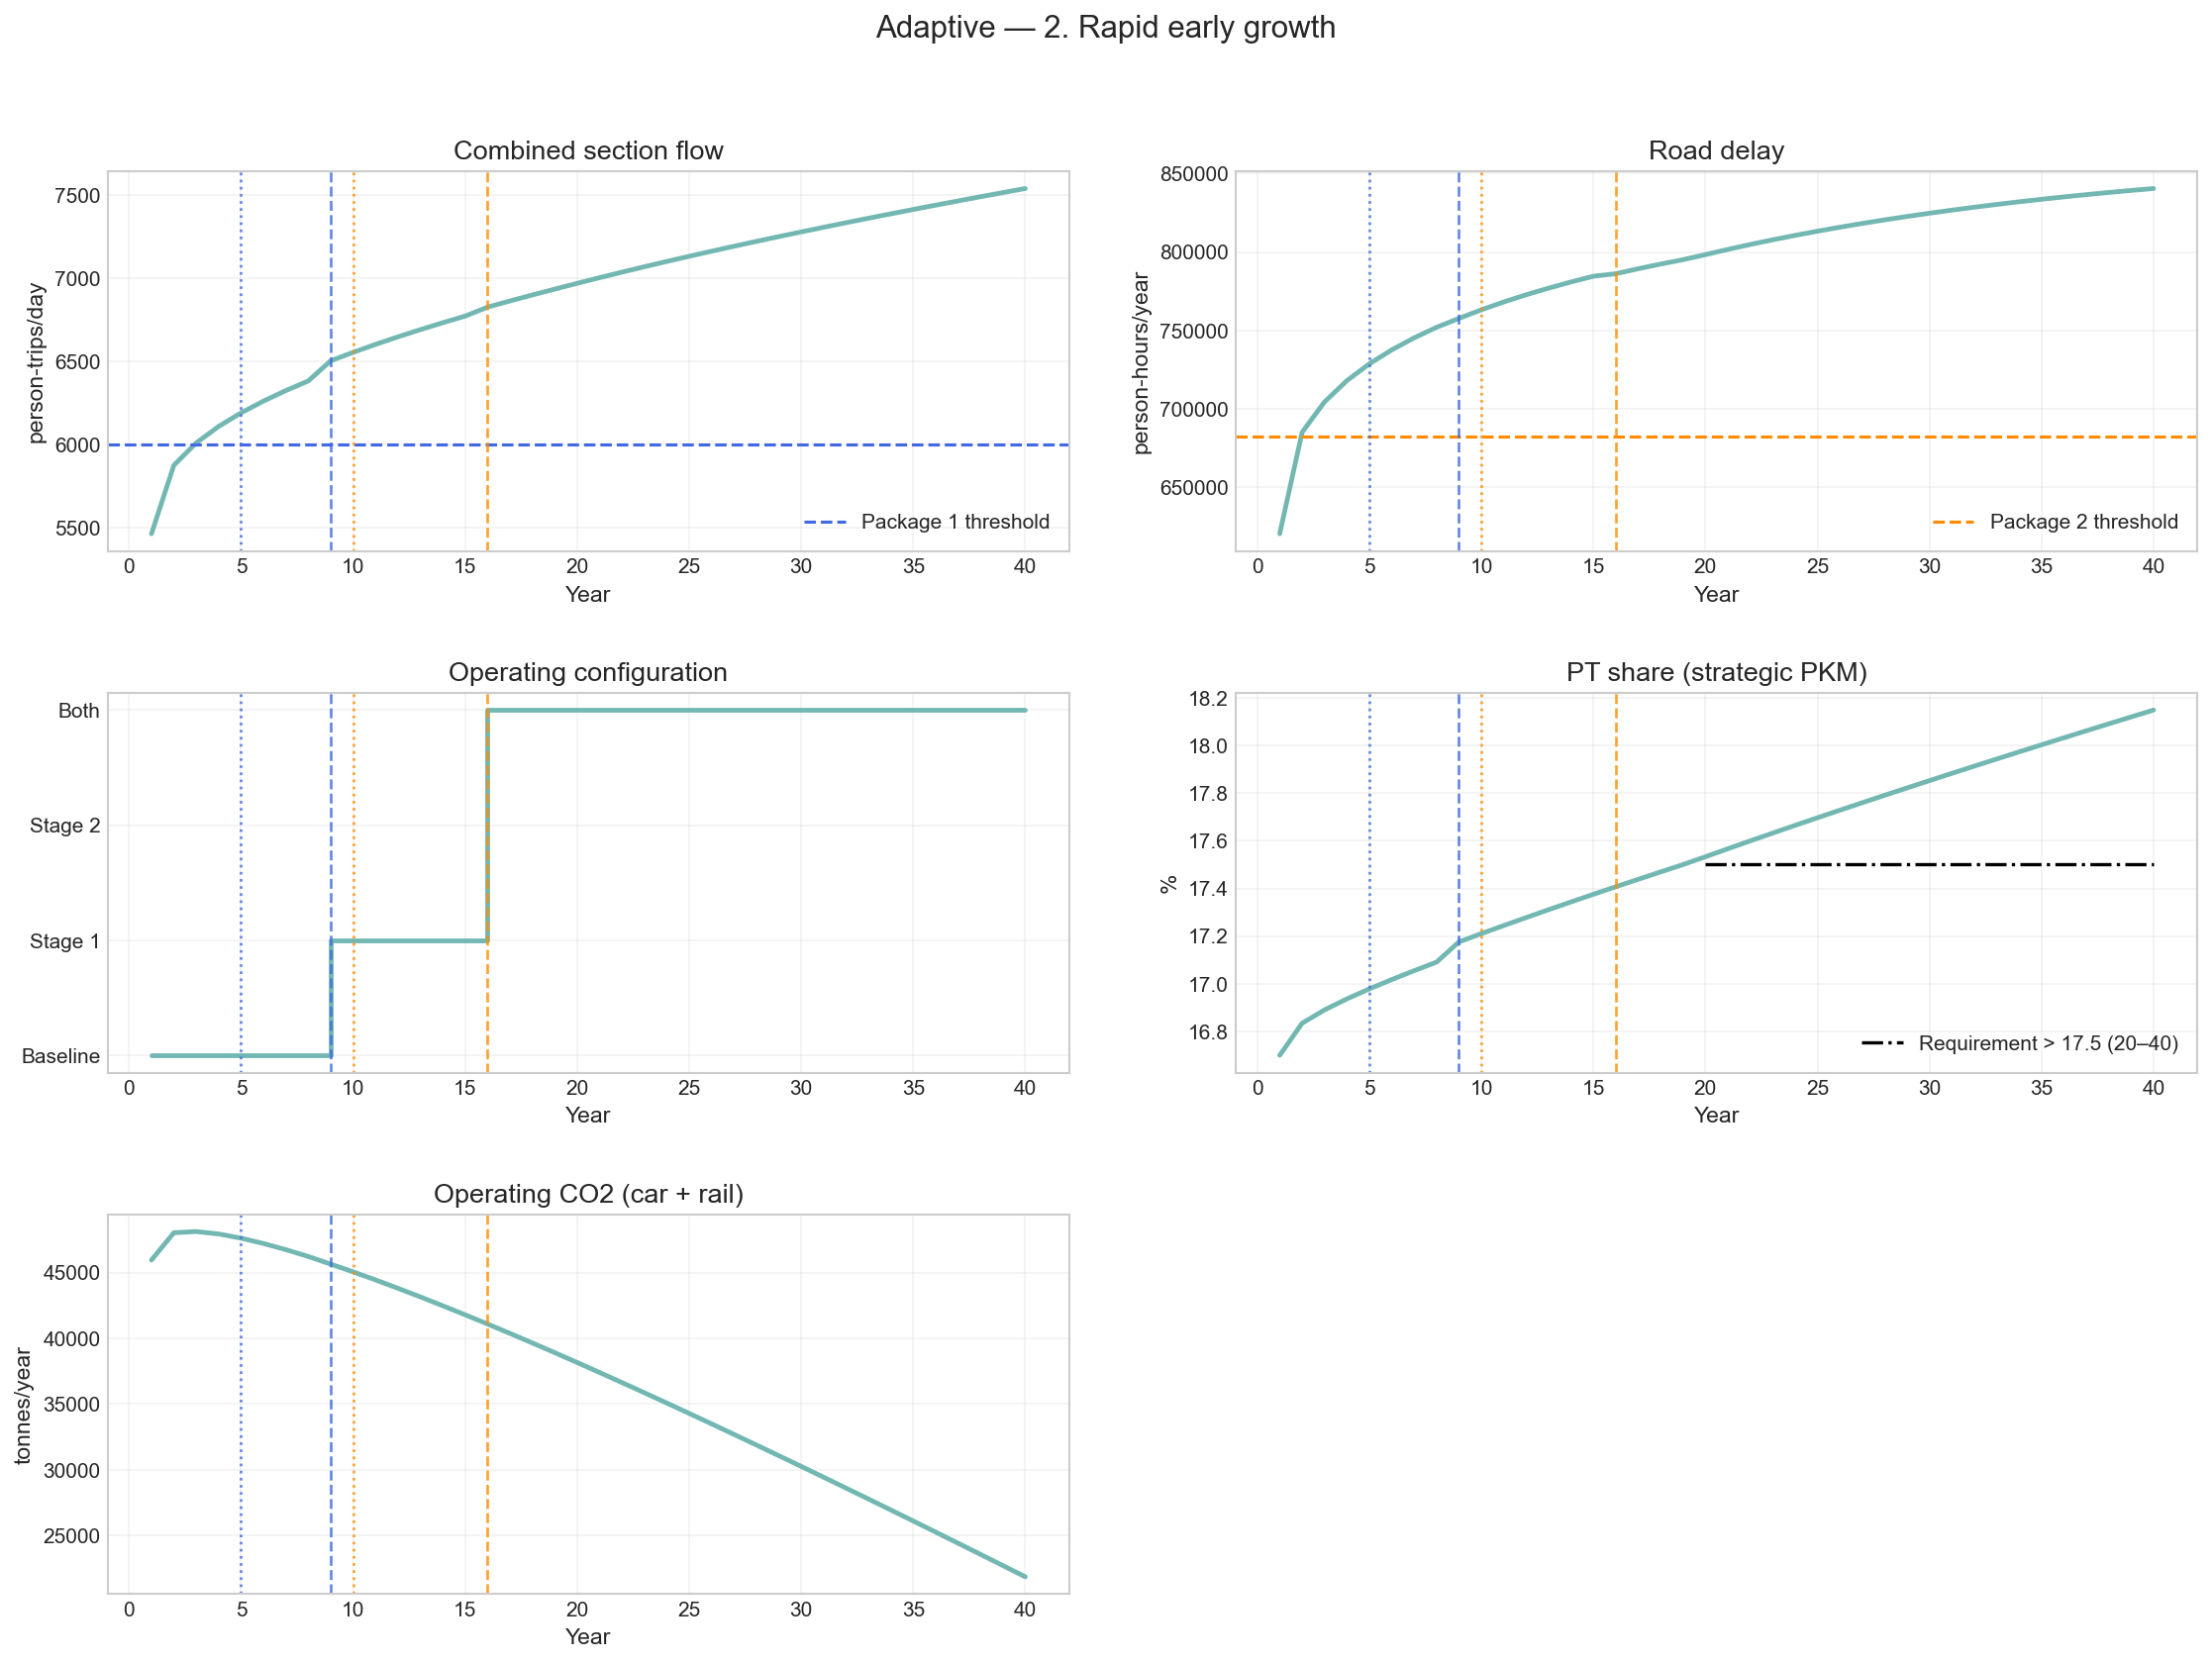 Adaptive — 2. Rapid early growth
Combined section flow
person-trips/day
7500
7000
6500
6000
5500
Package 1 threshold
0 5 10 15 20 25 30 35 40
Year
Road delay
person-hours/year
850000
800000
750000
700000
650000
Package 2 threshold
0 5 10 15 20 25 30 35 40
Year
Operating configuration
Both
Stage 2
Stage 1
Baseline
0 5 10 15 20 25 30 35 40
Year
PT share (strategic PKM)
%
18.2
18.0
17.8
17.6
17.4
17.2
17.0
16.8
Requirement > 17.5 (20–40)
0 5 10 15 20 25 30 35 40
Year
Operating CO2 (car + rail)
tonnes/year
45000
40000
35000
30000
25000
0 5 10 15 20 25 30 35 40
Year